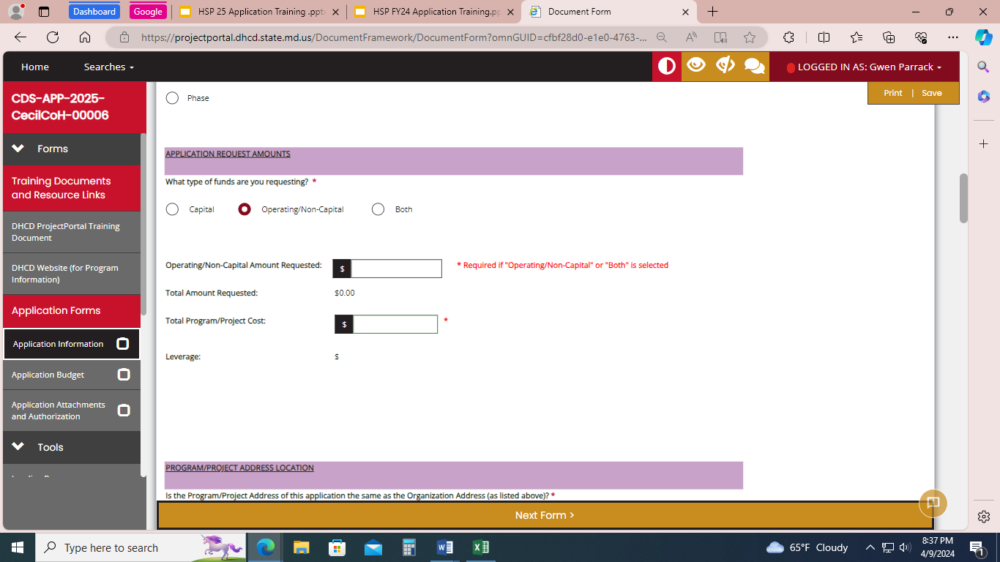 Dashboard
Google
HSP 25 Application Training .ppt
HSP FY24 Application Training.pp
Document Form
https://projectportal.dhcd.state.md.us/DocumentFramework/DocumentForm?omnGUID=cfbf28d0-e1e0-4763-...
Home
Searches
LOGGED IN AS: Gwen Parrack
Print | Save
CDS-APP-2025-
CecilCoH-00006
Forms
Training Documents
and Resource Links
DHCD ProjectPortal Training
Document
DHCD Website (for Program
Information)
Application Forms
Application Information
Application Budget
Application Attachments
and Authorization
Tools
Phase
APPLICATION REQUEST AMOUNTS
What type of funds are you requesting? *
Capital
Operating/Non-Capital
Both
Operating/Non-Capital Amount Requested:
$
* Required if "Operating/Non-Capital" or "Both" is selected
Total Amount Requested:
$0.00
Total Program/Project Cost:
$
*
Leverage:
$
PROGRAM/PROJECT ADDRESS LOCATION
Is the Program/Project Address of this application the same as the Organization Address (as listed above)? *
Next Form >
Type here to search
65°F Cloudy
8:37 PM
4/9/2024
1